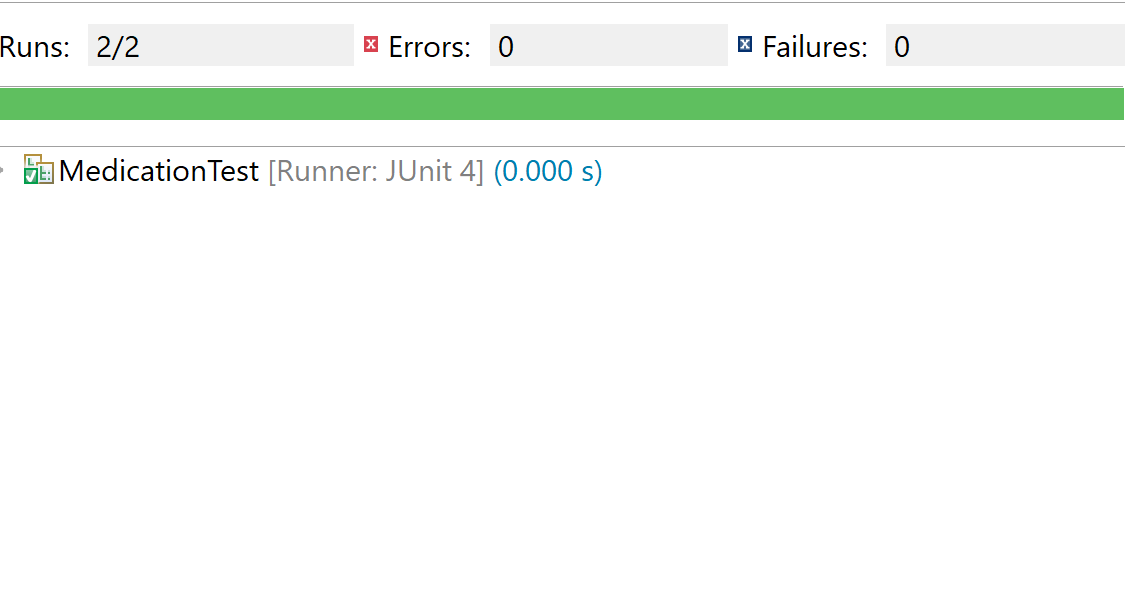 Runs: 2/2 Errors: 0 Failures: 0
MedicationTest [Runner: JUnit 4] (0.000 s)